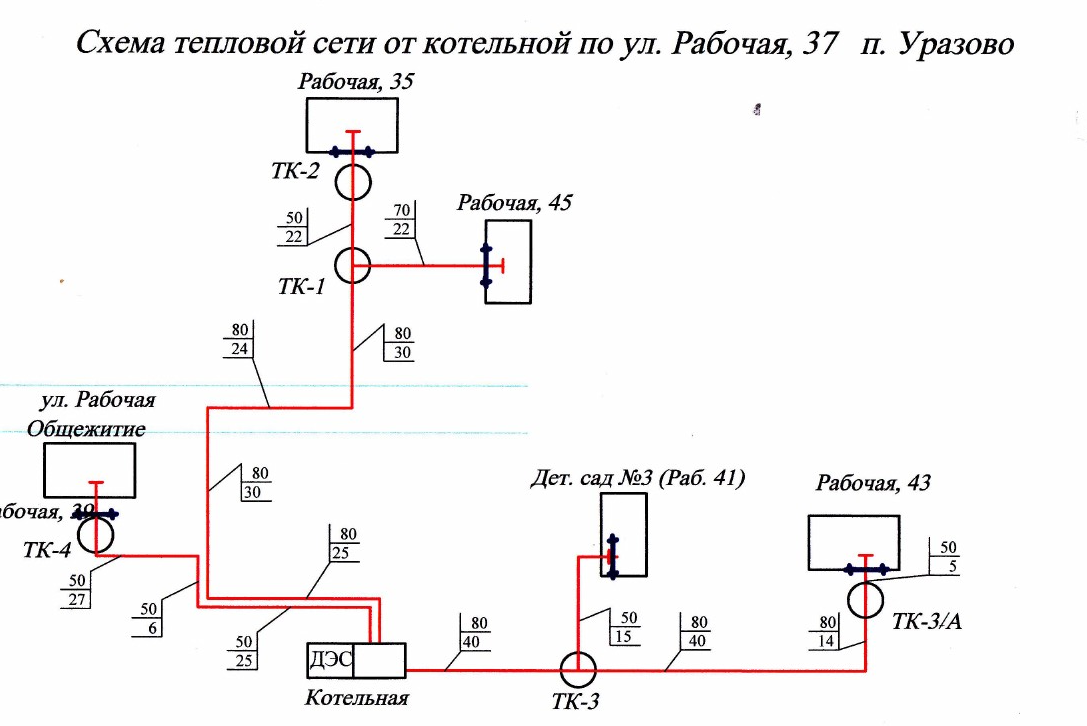 Схема тепловой сети от котельной по ул. Рабочая, 37 п. Уразово
Рабочая, 35
ТК-2
Рабочая, 45
50
22
70
22
ТК-1
80
24
80
30
ул. Рабочая
Общежитие
80
30
Дет. сад №3 (Раб. 41)
Рабочая, 43
абочая, 39
ТК-4
80
25
50
5
50
27
50
6
50
25
80
40
50
15
80
40
80
14
ТК-3/А
ДЭС
Котельная
ТК-3